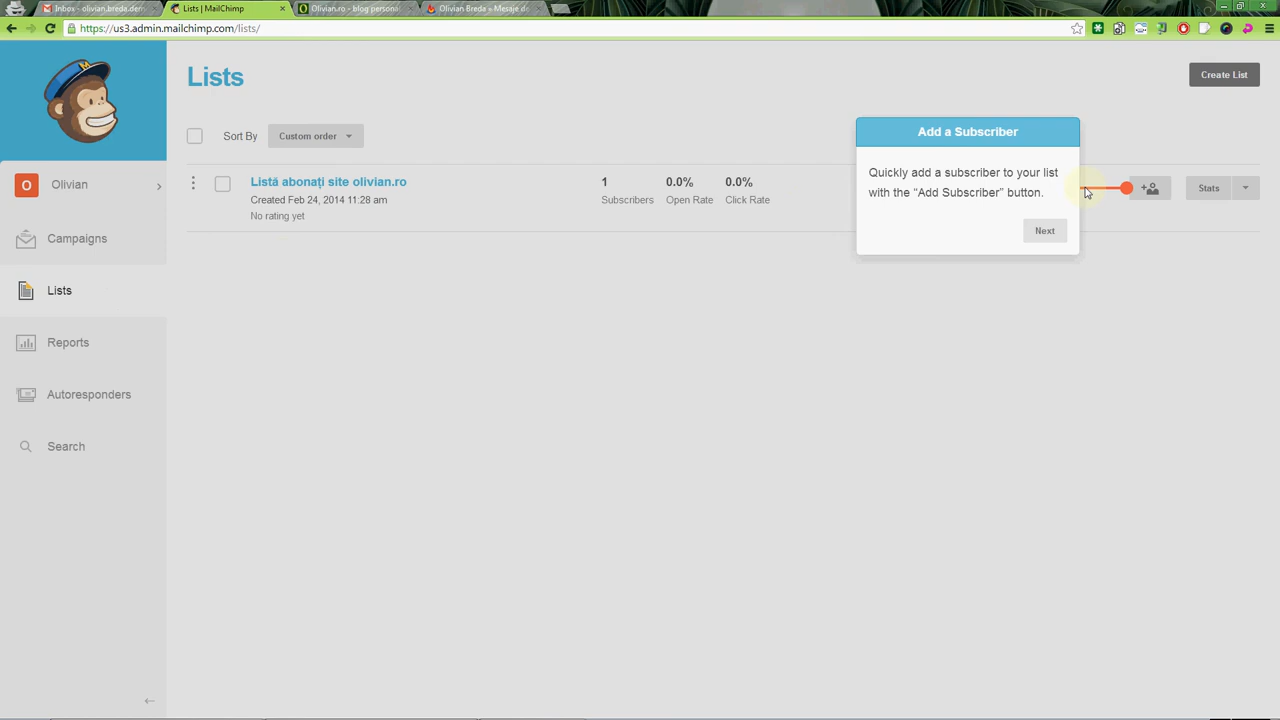 Inbox - olivian.breda.dem
Lists | MailChimp
Olivian.ro - blog personal
Olivian Breda « Mesaje de
https://us3.admin.mailchimp.com/lists/
Lists
Create List
Sort By
Custom order
Add a Subscriber
Quickly add a subscriber to your list
with the “Add Subscriber” button.
Next
O
Olivian
Listă abonați site olivian.ro
Created Feb 24, 2014 11:28 am
No rating yet
1
Subscribers
0.0%
Open Rate
0.0%
Click Rate
Stats
Campaigns
Lists
Reports
Autoresponders
Search